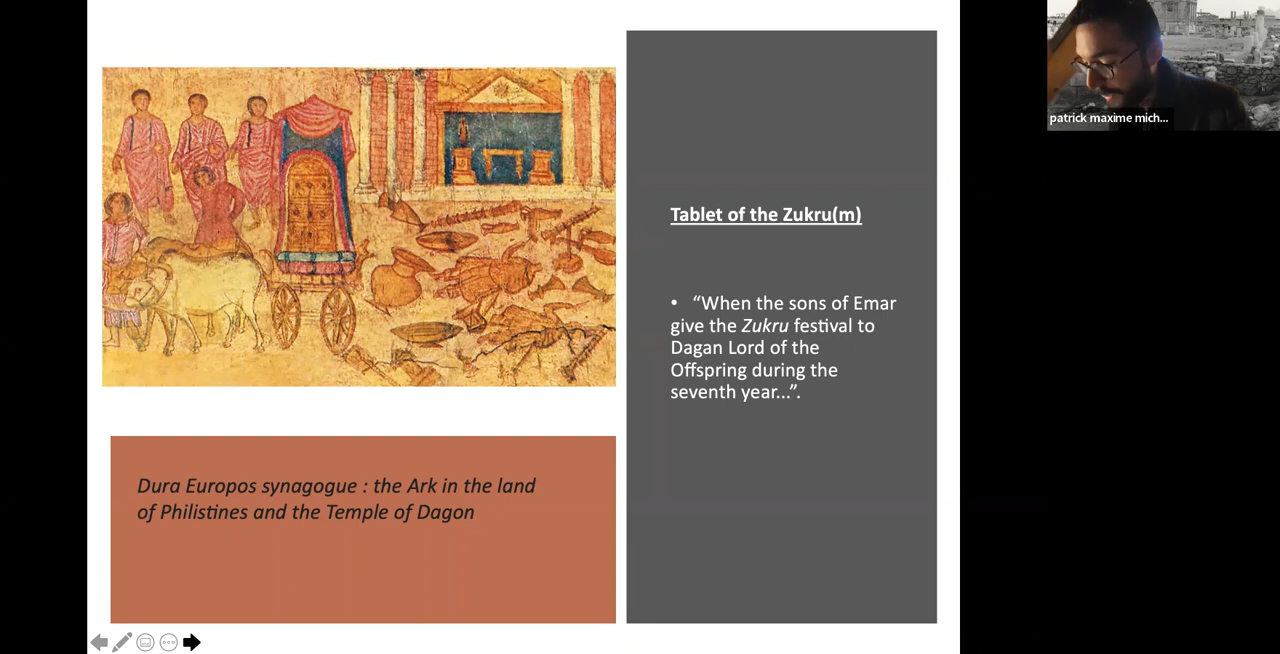 patrick maxime mich...
Tablet of the Zukru(m)
• “When the sons of Emar
give the Zukru festival to
Dagan Lord of the
Offspring during the
seventh year...”.
Dura Europos synagogue : the Ark in the land
of Philistines and the Temple of Dagon